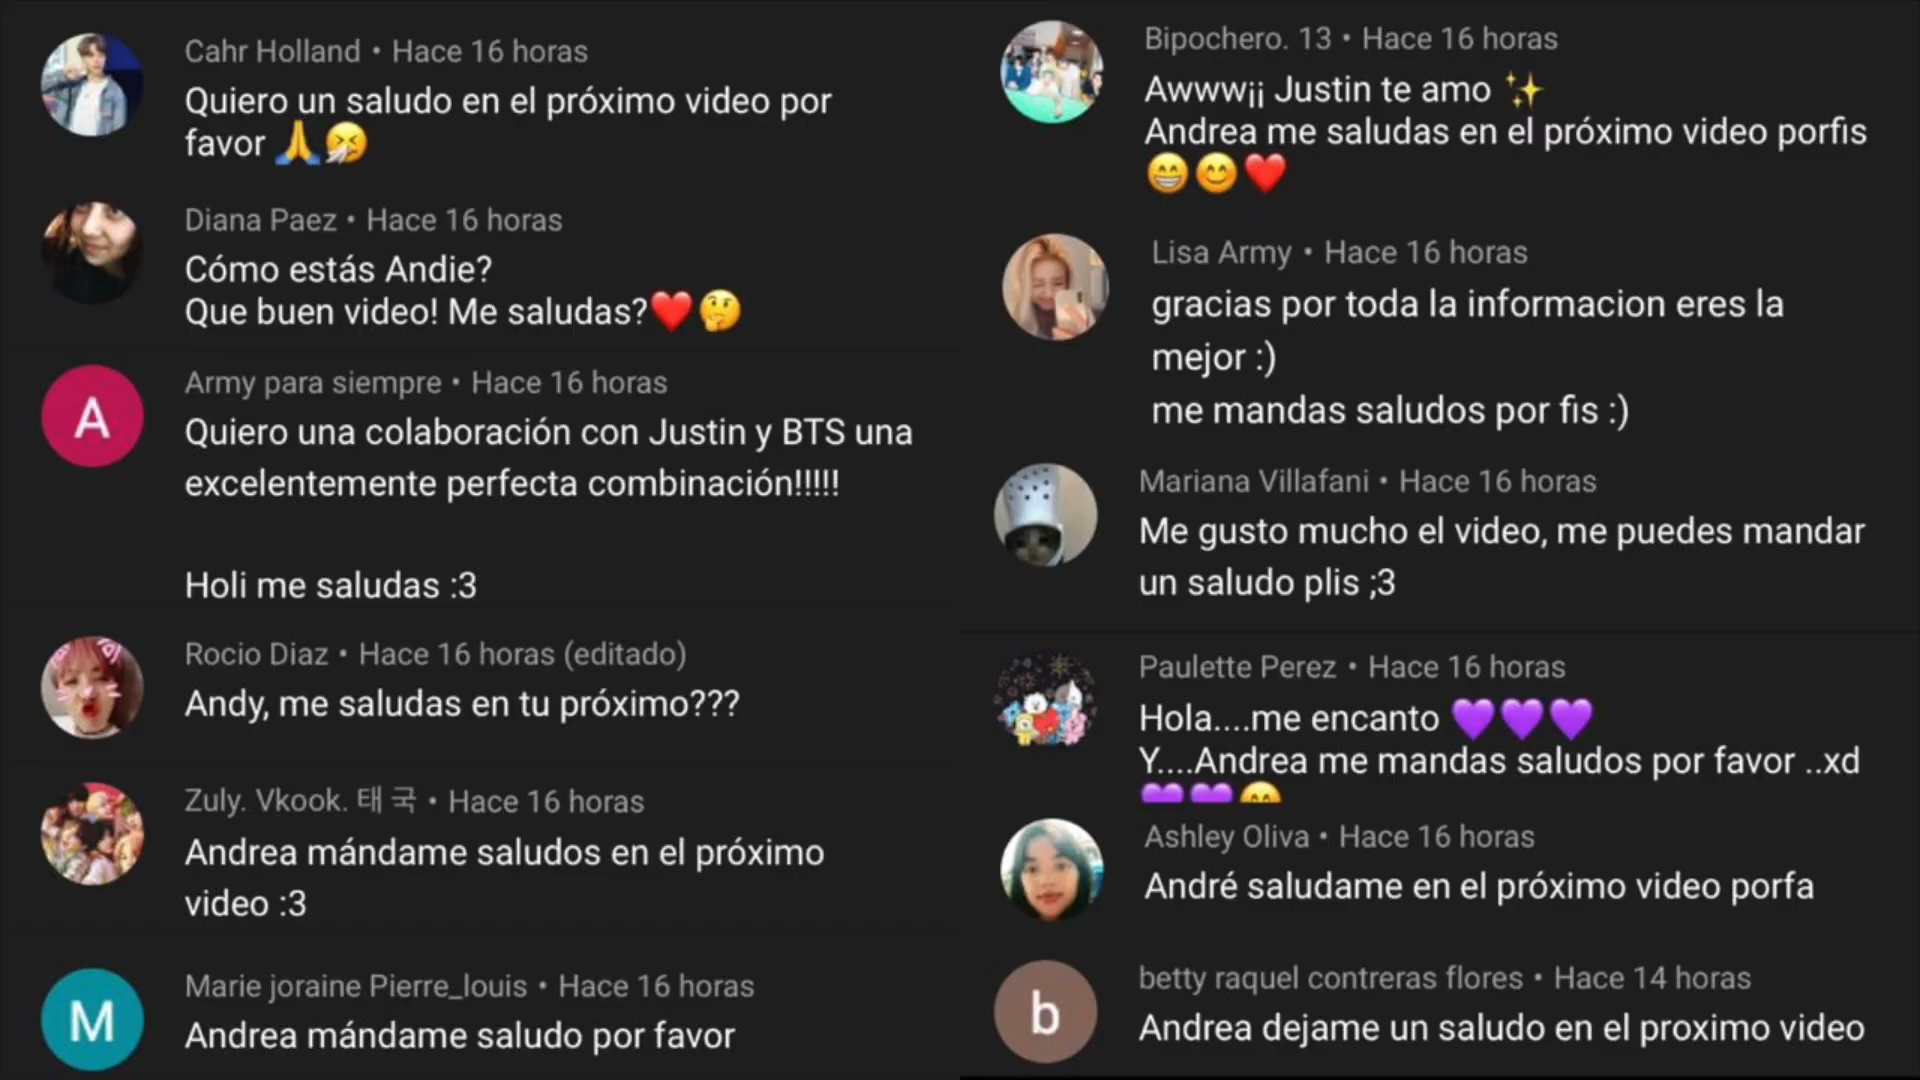 Cahr Holland • Hace 16 horas
Quiero un saludo en el próximo video por
favor 🙏🤧
Diana Paez • Hace 16 horas
Cómo estás Andie?
Que buen video! Me saludas?❤️🤔
A
Army para siempre • Hace 16 horas
Quiero una colaboración con Justin y BTS una
excelentemente perfecta combinación!!!!!
Holi me saludas :3
Rocio Diaz • Hace 16 horas (editado)
Andy, me saludas en tu próximo???
Zuly. Vkook. 태 국 • Hace 16 horas
Andrea mándame saludos en el próximo
video :3
M
Marie joraine Pierre_louis • Hace 16 horas
Andrea mándame saludo por favor
Bipochero. 13 • Hace 16 horas
Awww¡¡ Justin te amo ✨
Andrea me saludas en el próximo video porfis
😁😊❤️
Lisa Army • Hace 16 horas
gracias por toda la informacion eres la
mejor :)
me mandas saludos por fis :)
Mariana Villafani • Hace 16 horas
Me gusto mucho el video, me puedes mandar
un saludo plis ;3
Paulette Perez • Hace 16 horas
Hola....me encanto 💜💜💜
Y....Andrea me mandas saludos por favor ..xd
💜💜😁
Ashley Oliva • Hace 16 horas
André saludame en el próximo video porfa
b
betty raquel contreras flores • Hace 14 horas
Andrea dejame un saludo en el proximo video